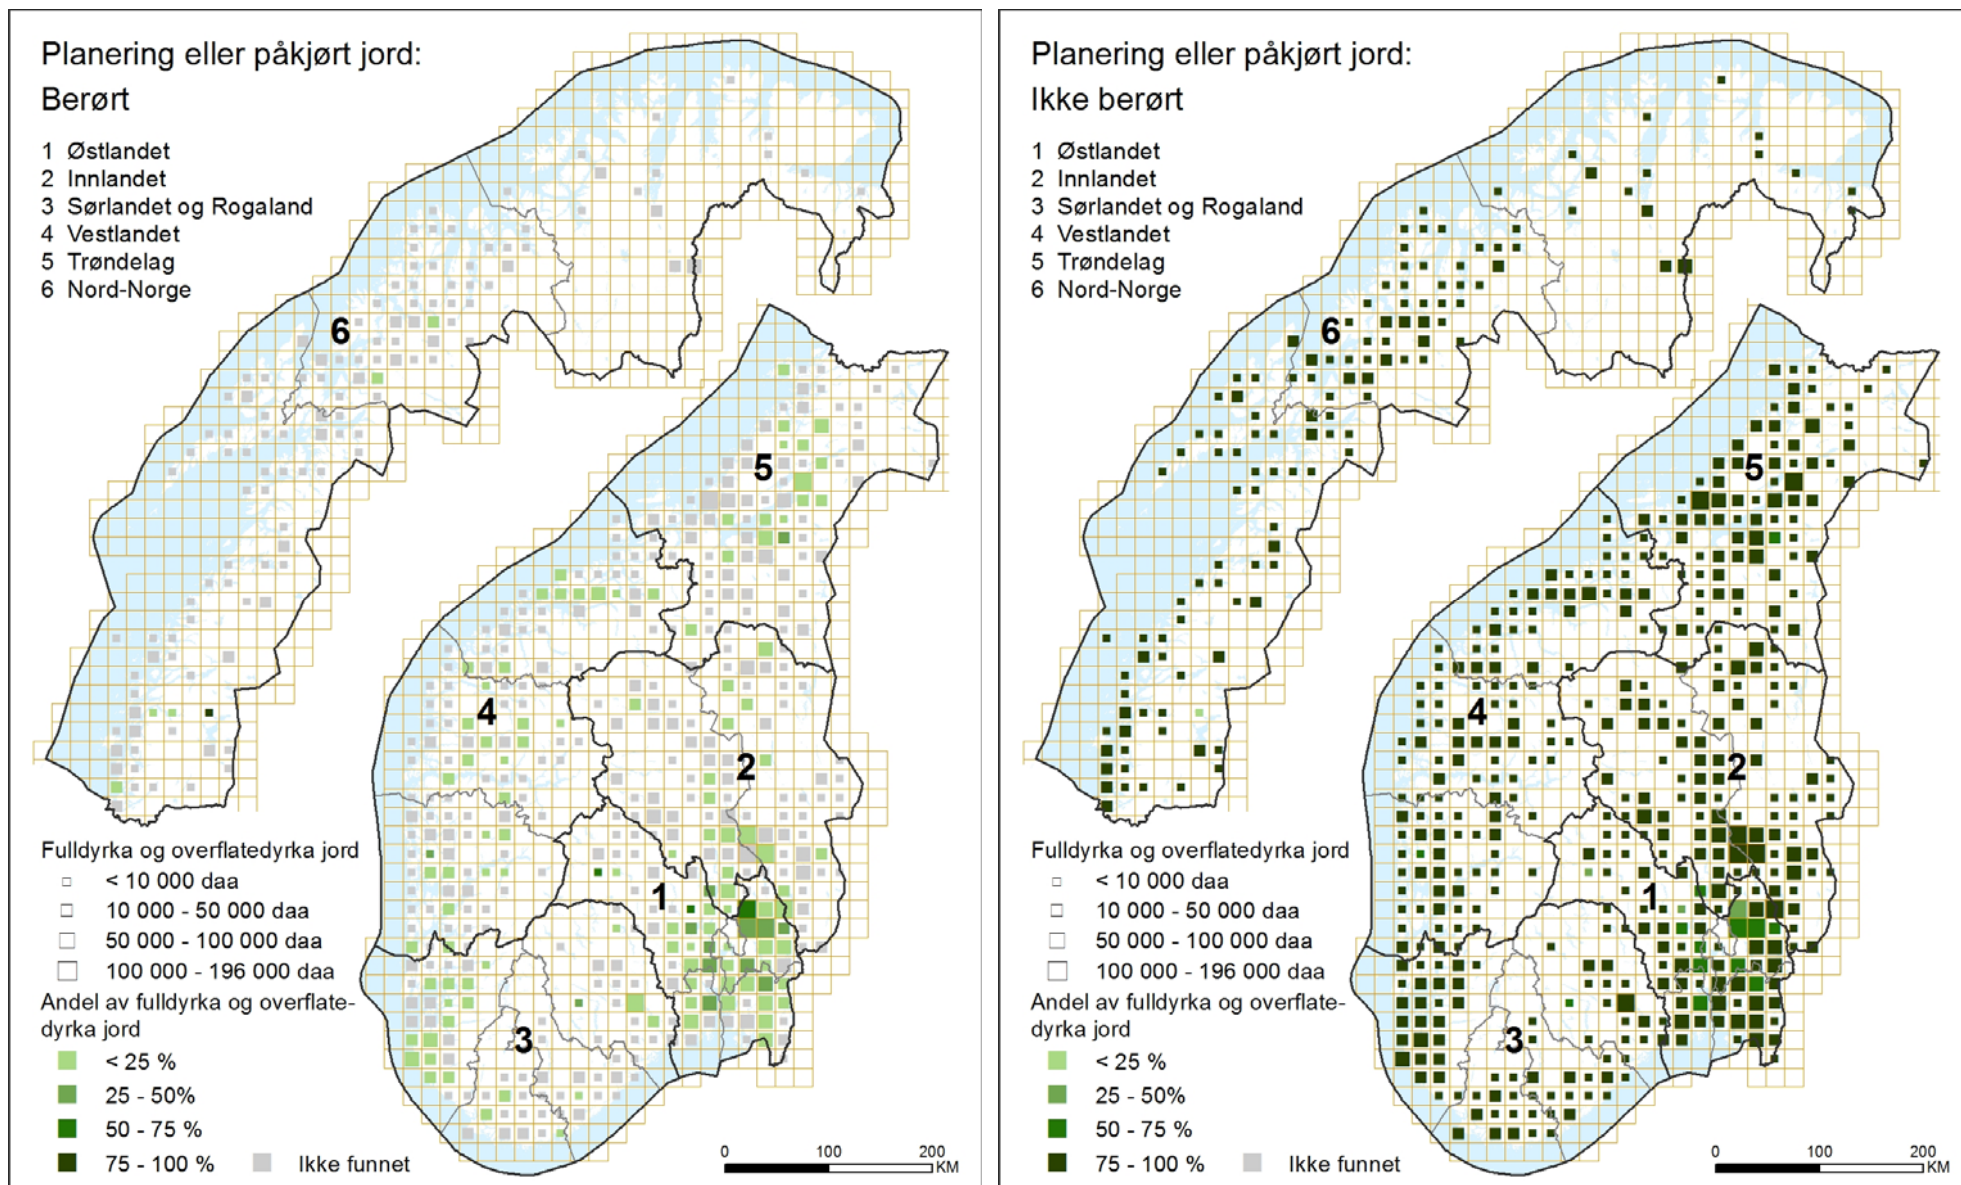 Planering eller påkjørt jord:
Berørt
1 Østlandet
2 Innlandet
3 Sørlandet og Rogaland
4 Vestlandet
5 Trøndelag
6 Nord-Norge
6
5
4
2
1
3
Fulldyrka og overflatedyrka jord
< 10 000 daa
10 000 - 50 000 daa
50 000 - 100 000 daa
100 000 - 196 000 daa
Andel av fulldyrka og overflate-
dyrka jord
< 25 %
25 - 50%
50 - 75 %
75 - 100 %
Ikke funnet
0 100 200
KM
Planering eller påkjørt jord:
Ikke berørt
1 Østlandet
2 Innlandet
3 Sørlandet og Rogaland
4 Vestlandet
5 Trøndelag
6 Nord-Norge
6
5
4
2
1
3
Fulldyrka og overflatedyrka jord
< 10 000 daa
10 000 - 50 000 daa
50 000 - 100 000 daa
100 000 - 196 000 daa
Andel av fulldyrka og overflate-
dyrka jord
< 25 %
25 - 50%
50 - 75 %
75 - 100 %
Ikke funnet
0 100 200
KM